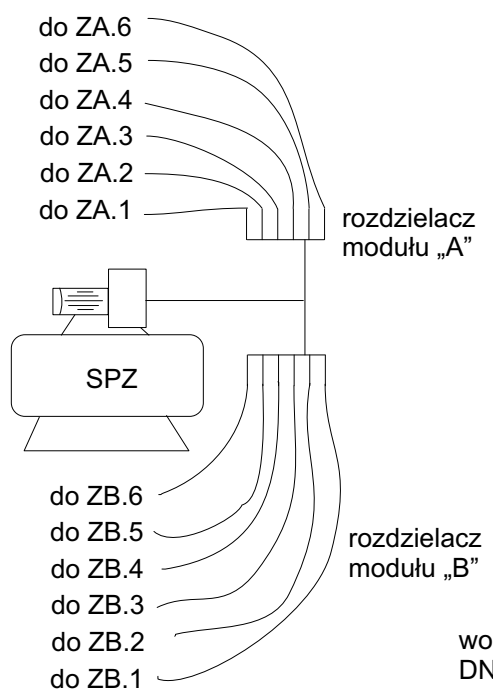 do ZA.6
do ZA.5
do ZA.4
do ZA.3
do ZA.2
do ZA.1
rozdzielacz
modułu „A”
SPZ
do ZB.6
do ZB.5
do ZB.4
do ZB.3
do ZB.2
do ZB.1
rozdzielacz
modułu „B”
wo
DN